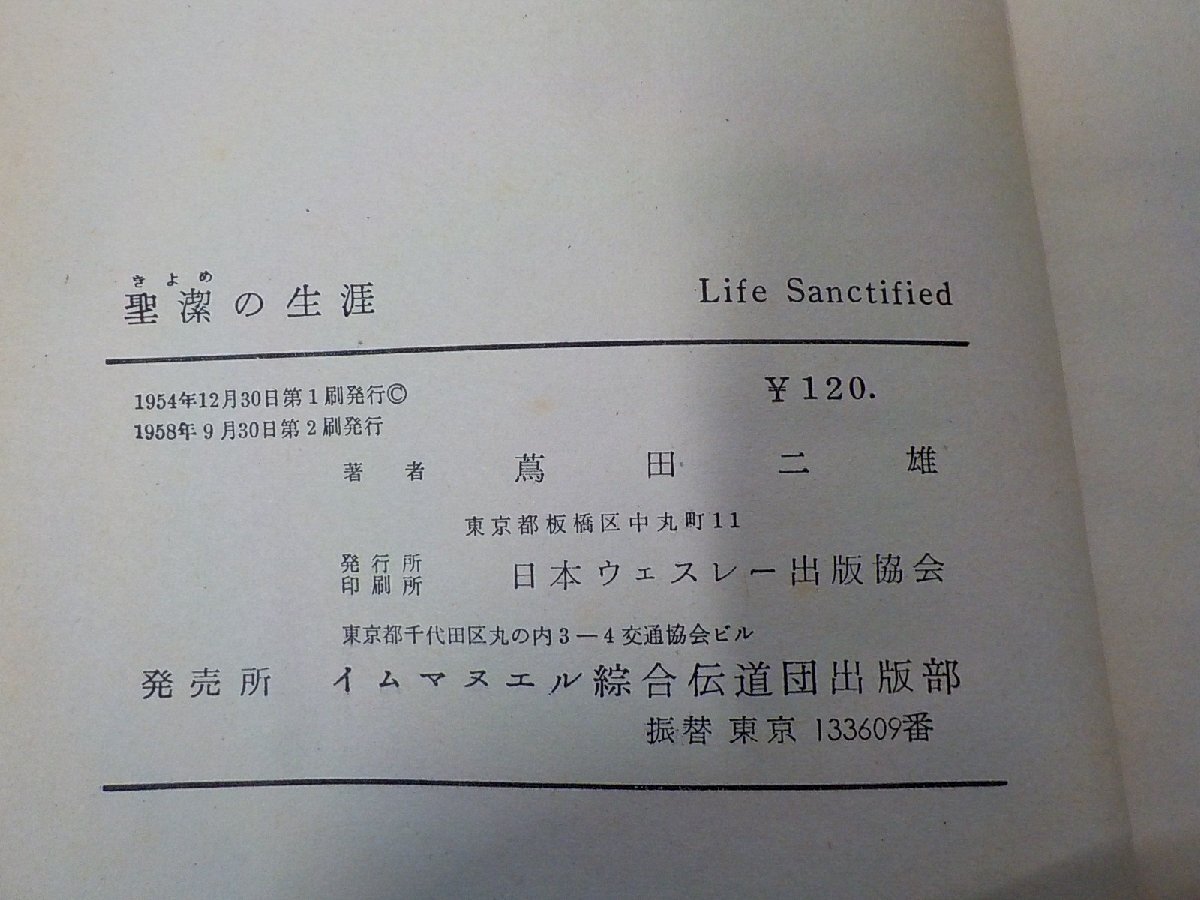 きよめ
聖潔の生涯 Life Sanctified
1954年12月30日第1刷発行© ¥120.
1958年9月30日第2刷発行
著者 蔦田二雄
東京都板橋区中丸町11
発行所
印刷所 日本ウェスレー出版協会
東京都千代田区丸の内3-4交通協会ビル
発売所 イムマヌエル綜合伝道団出版部
振替 東京 133609番